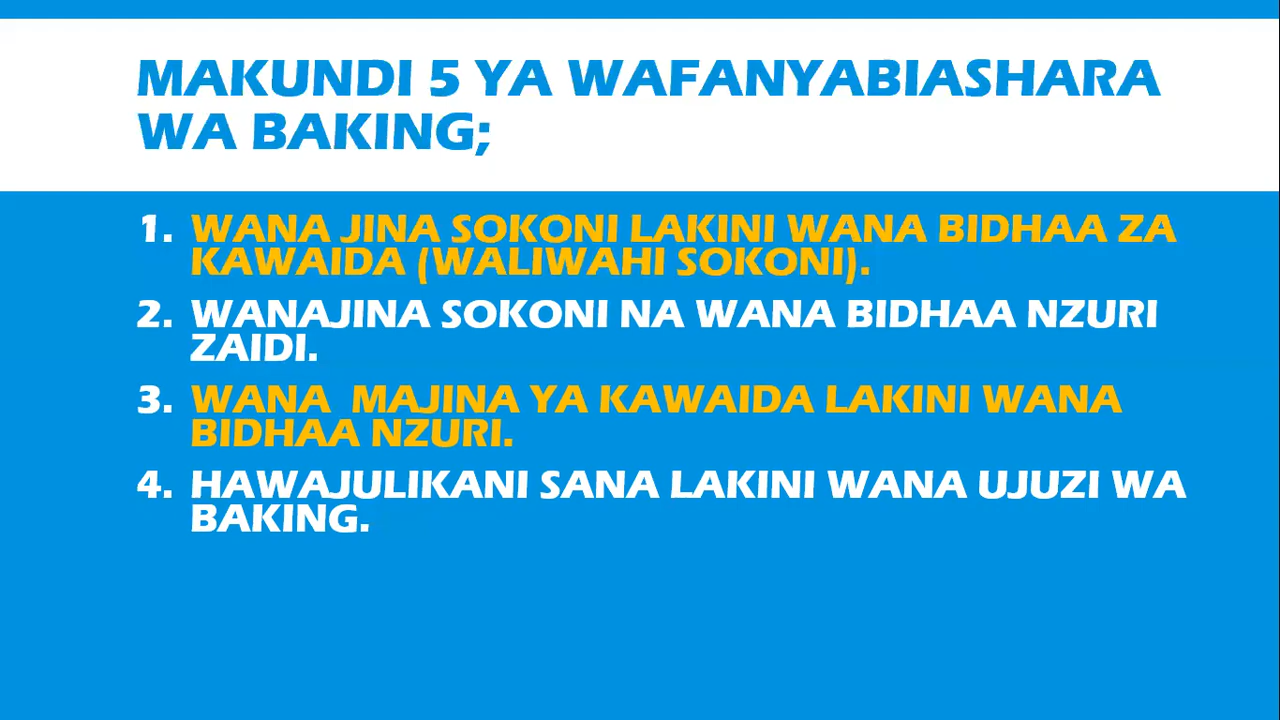 MAKUNDI 5 YA WAFANYABIASHARA
WA BAKING;
1. WANA JINA SOKONI LAKINI WANA BIDHAA ZA
KAWAIDA (WALIWAHI SOKONI).
2. WANAJINA SOKONI NA WANA BIDHAA NZURI
ZAIDI.
3. WANA MAJINA YA KAWAIDA LAKINI WANA
BIDHAA NZURI.
4. HAWAJULIKANI SANA LAKINI WANA UJUZI WA
BAKING.